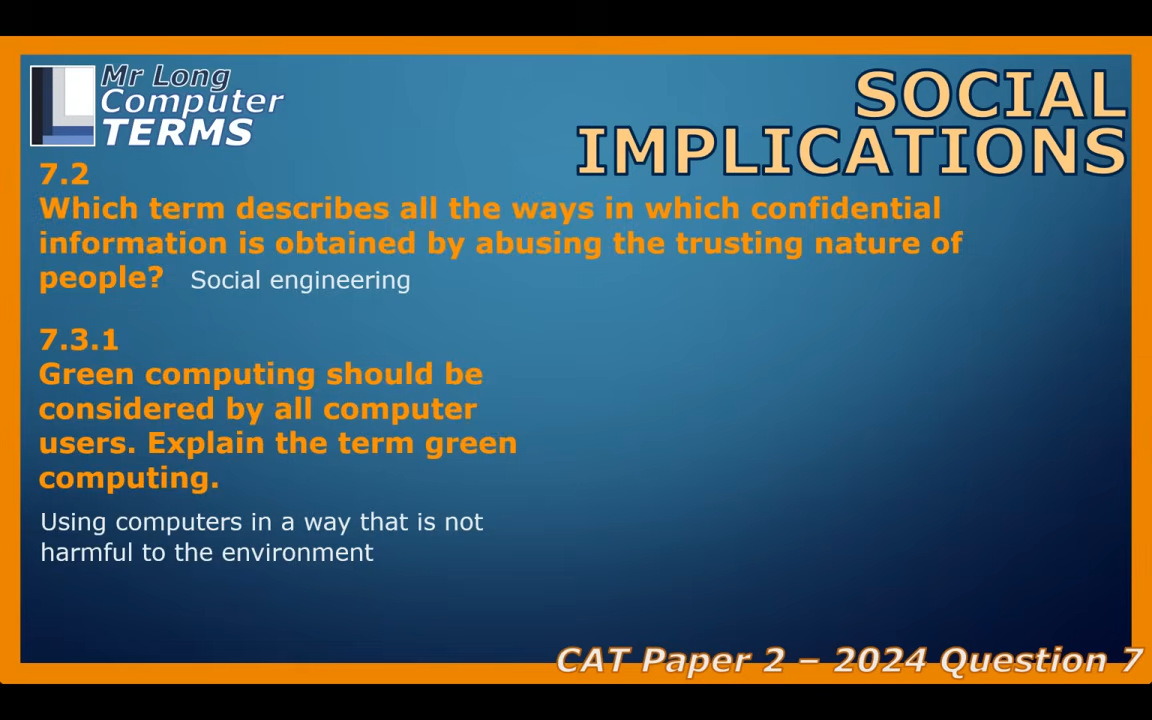 Mr Long
Computer
TERMS
SOCIAL
IMPLICATIONS
7.2
Which term describes all the ways in which confidential
information is obtained by abusing the trusting nature of
people? Social engineering
7.3.1
Green computing should be
considered by all computer
users. Explain the term green
computing.
Using computers in a way that is not
harmful to the environment
CAT Paper 2 – 2024 Question 7